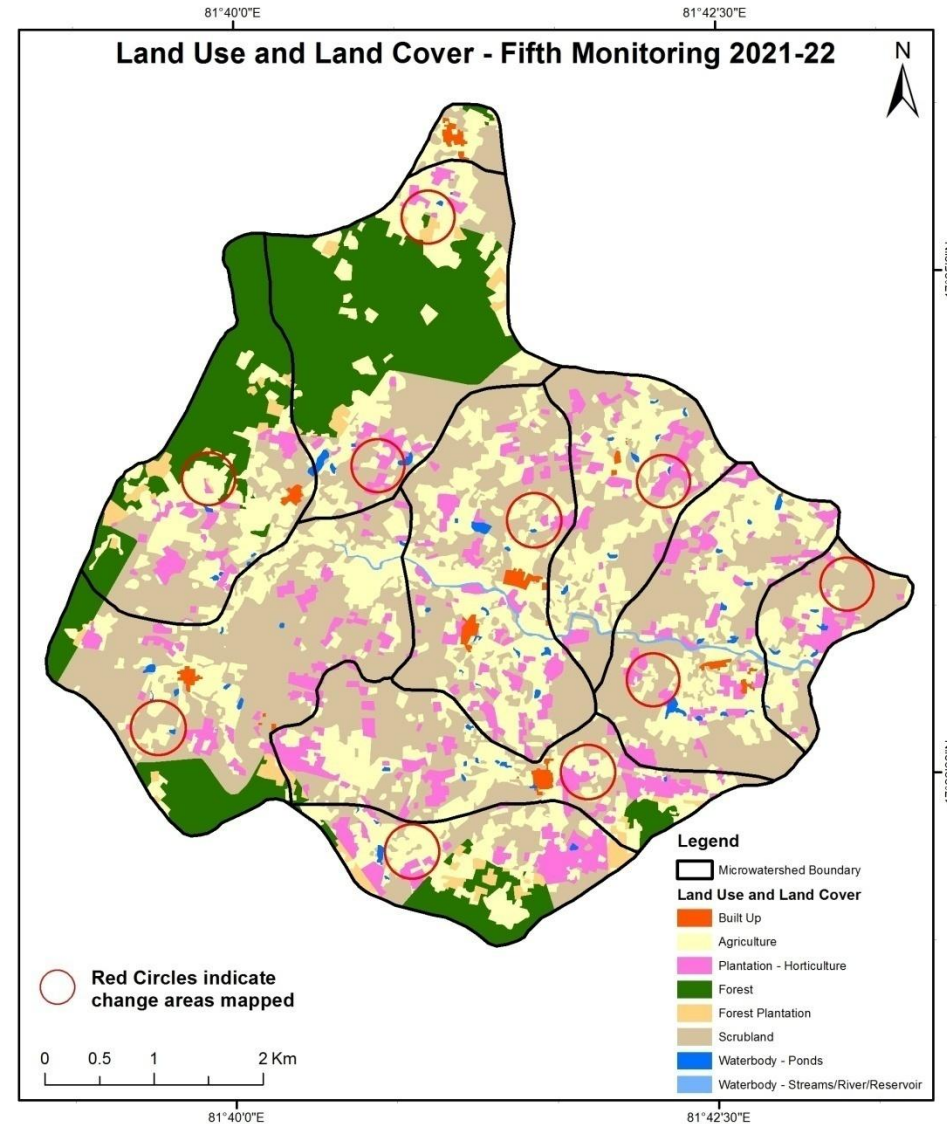 81°40'0"E
81°42'30"E
Land Use and Land Cover - Fifth Monitoring 2021-22
N
Legend
Microwatershed Boundary
Land Use and Land Cover
Built Up
Agriculture
Plantation - Horticulture
Forest
Forest Plantation
Scrubland
Waterbody - Ponds
Waterbody - Streams/River/Reservoir
Red Circles indicate
change areas mapped
0 0.5 1 2 Km
81°40'0"E
81°42'30"E